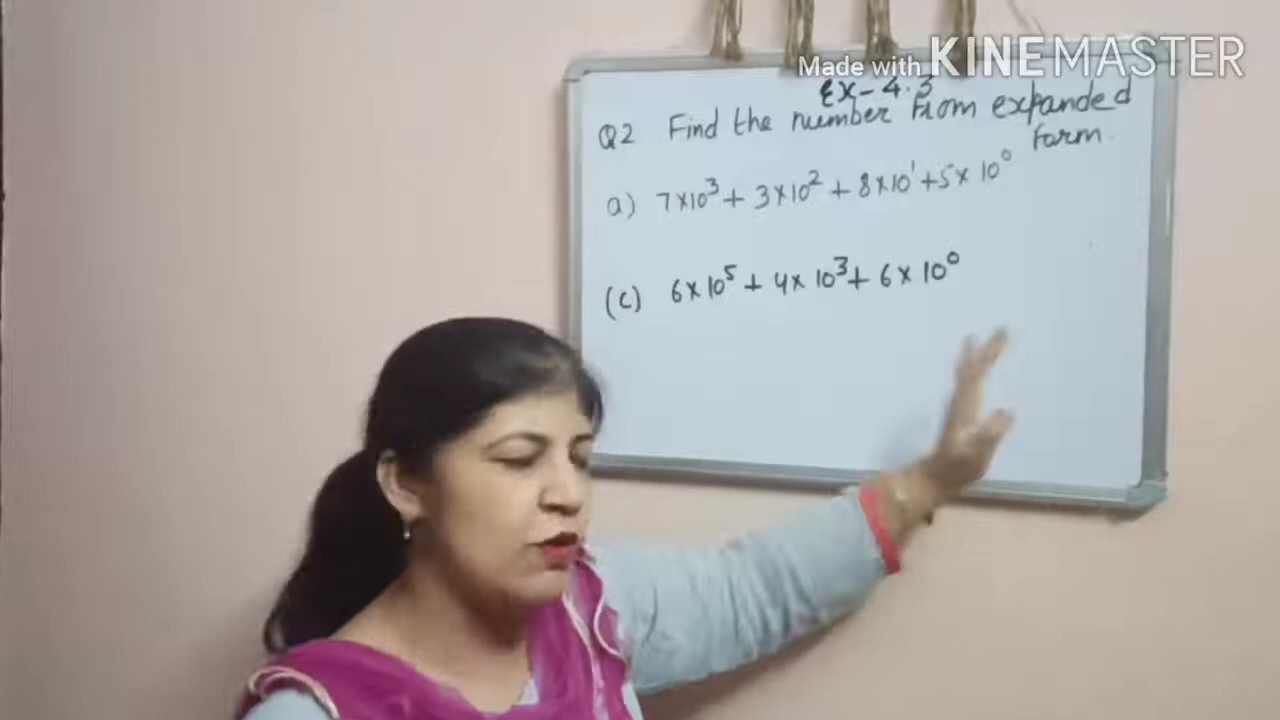 Made with KINEMASTER
Ex-4.3
Q2 Find the number from expanded
form.
a) 7×10³ + 3×10² + 8×10¹ + 5×10⁰
(c) 6×10⁵ + 4×10³ + 6×10⁰